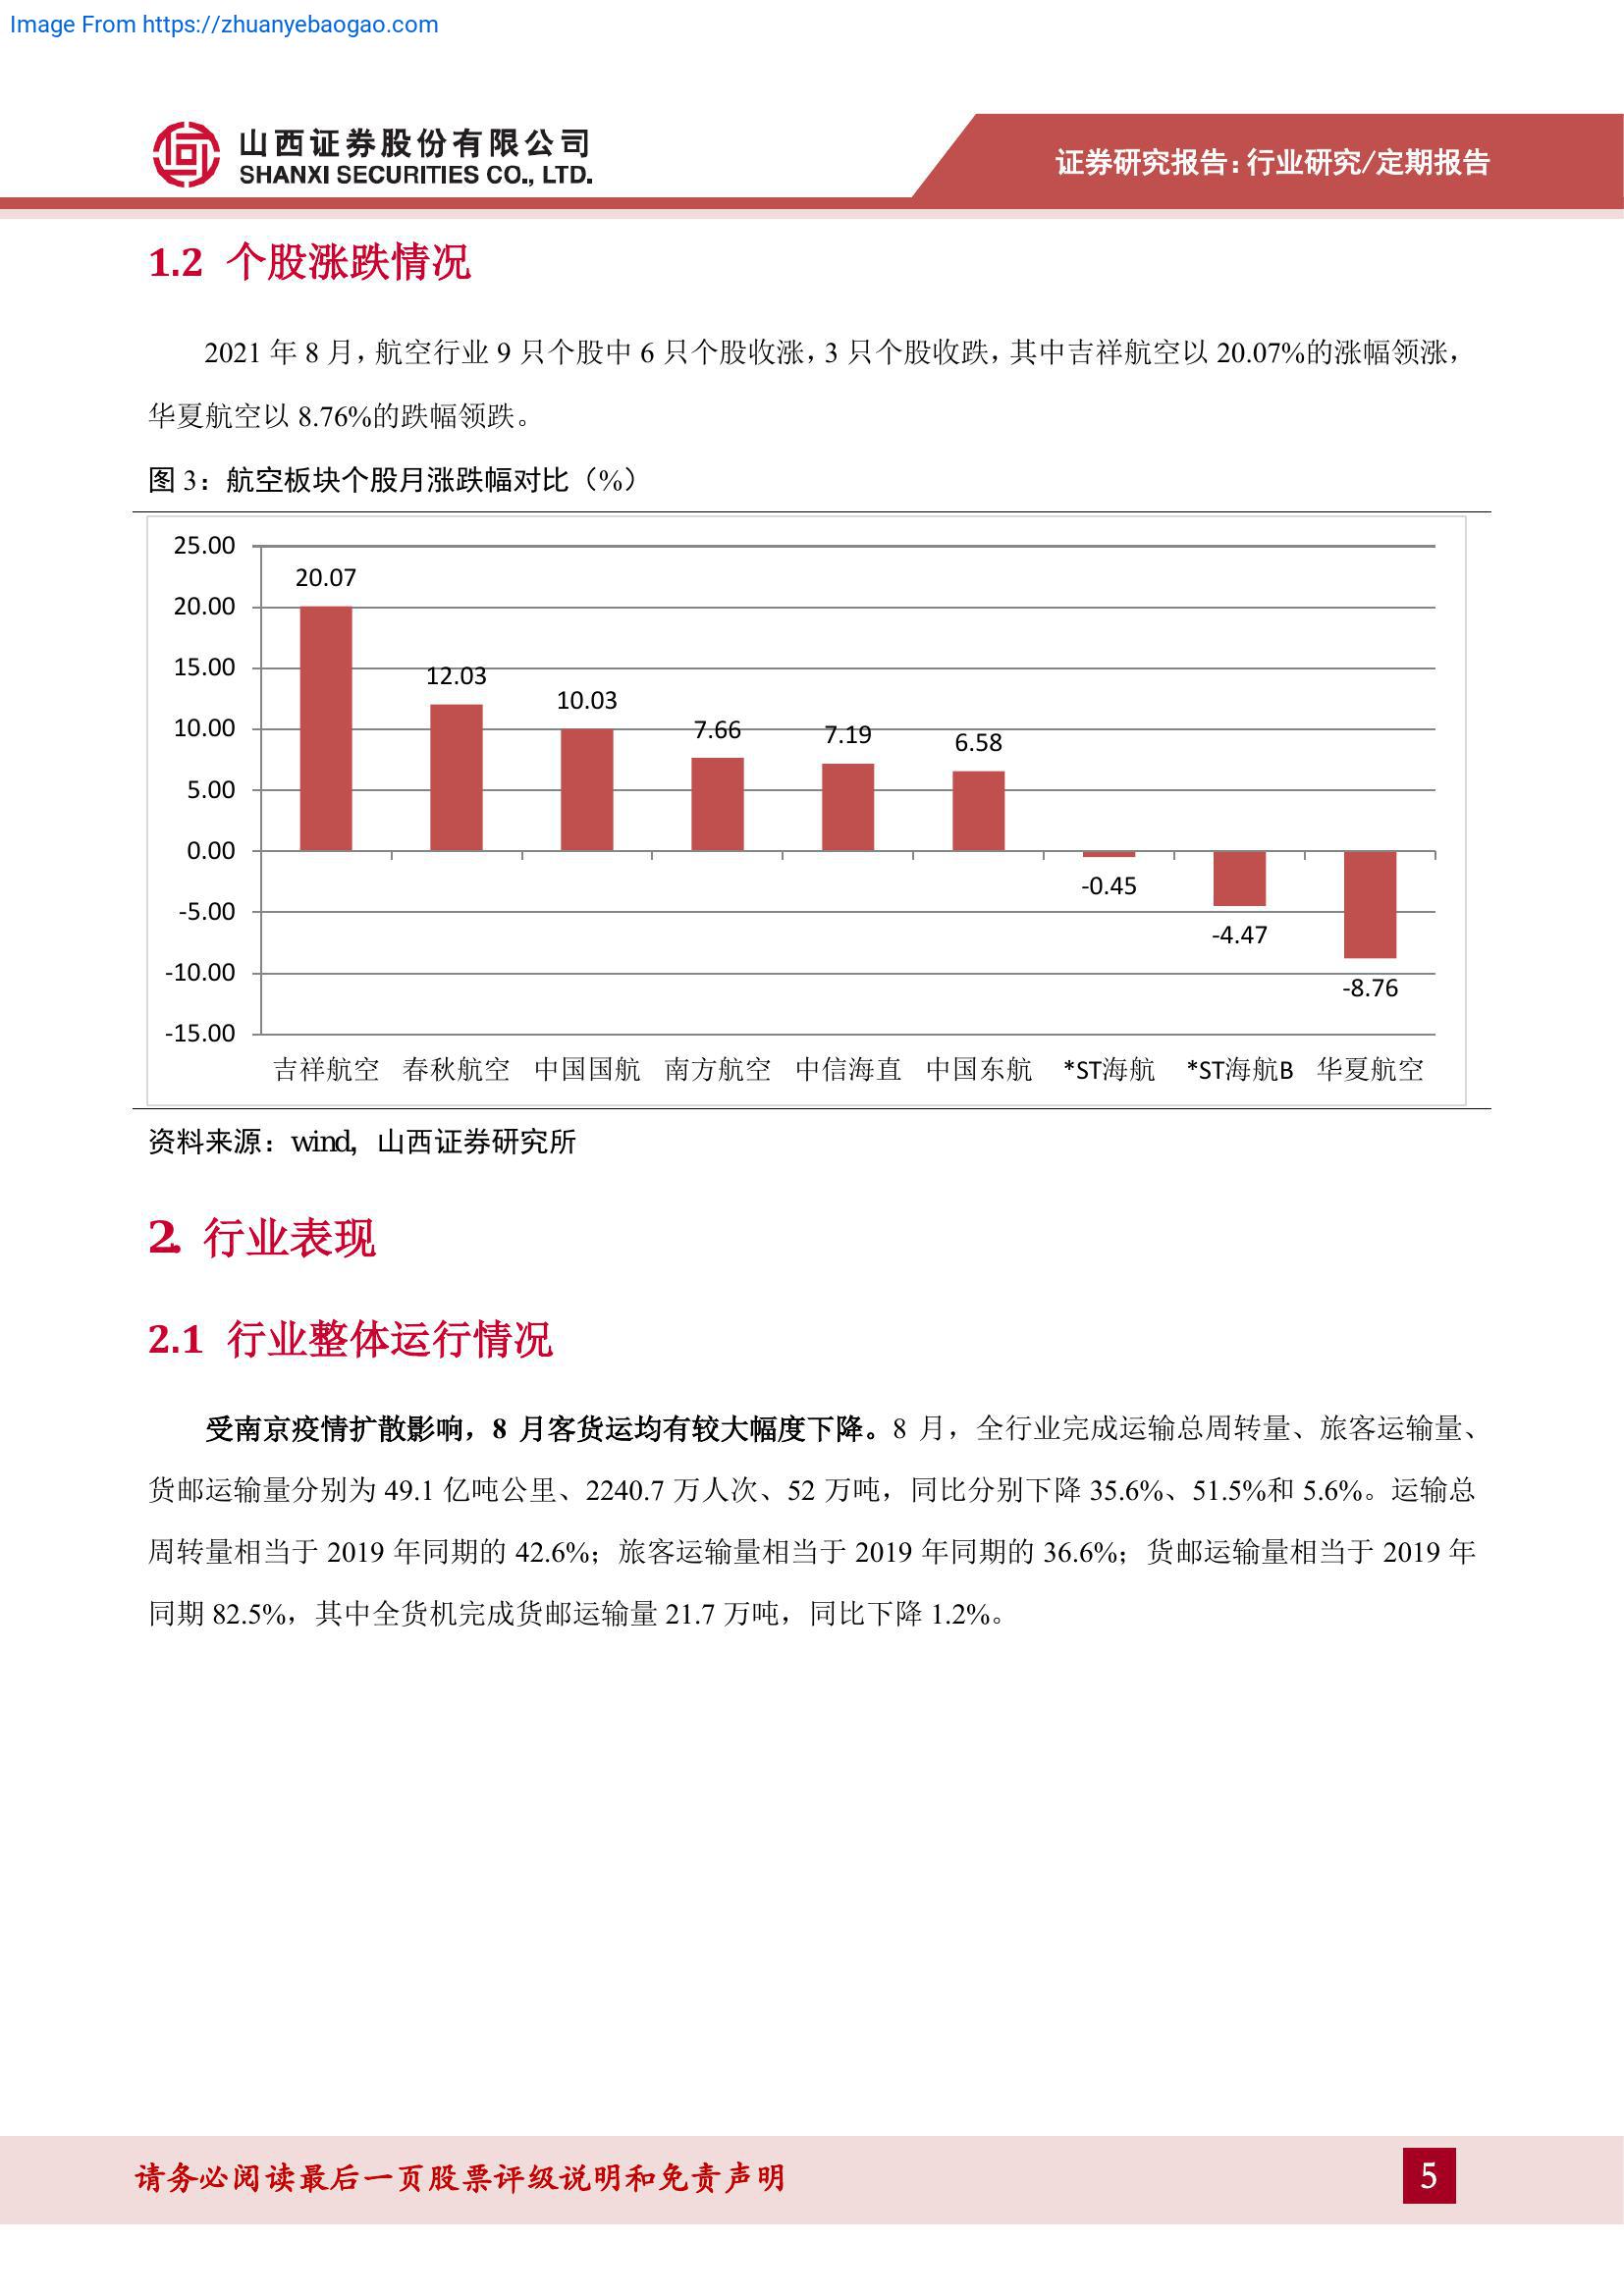 Image From https://zhuanyebaogao.com
山西证券股份有限公司
SHANXI SECURITIES CO., LTD.
证券研究报告:行业研究/定期报告
1.2 个股涨跌情况
2021 年 8 月，航空行业 9 只个股中 6 只个股收涨，3 只个股收跌，其中吉祥航空以 20.07%的涨幅领涨，
华夏航空以 8.76%的跌幅领跌。
图 3：航空板块个股月涨跌幅对比（%）
25.00
20.00
15.00
10.00
5.00
0.00
-5.00
-10.00
-15.00
20.07
12.03
10.03
7.66
7.19
6.58
-0.45
-4.47
-8.76
吉祥航空 春秋航空 中国国航 南方航空 中信海直 中国东航 *ST海航 *ST海航B 华夏航空
资料来源：wind，山西证券研究所
2. 行业表现
2.1 行业整体运行情况
受南京疫情扩散影响，8 月客货运均有较大幅度下降。8 月，全行业完成运输总周转量、旅客运输量、
货邮运输量分别为 49.1 亿吨公里、2240.7 万人次、52 万吨，同比分别下降 35.6%、51.5%和 5.6%。运输总
周转量相当于 2019 年同期的 42.6%；旅客运输量相当于 2019 年同期的 36.6%；货邮运输量相当于 2019 年
同期 82.5%，其中全货机完成货邮运输量 21.7 万吨，同比下降 1.2%。
请务必阅读最后一页股票评级说明和免责声明
5